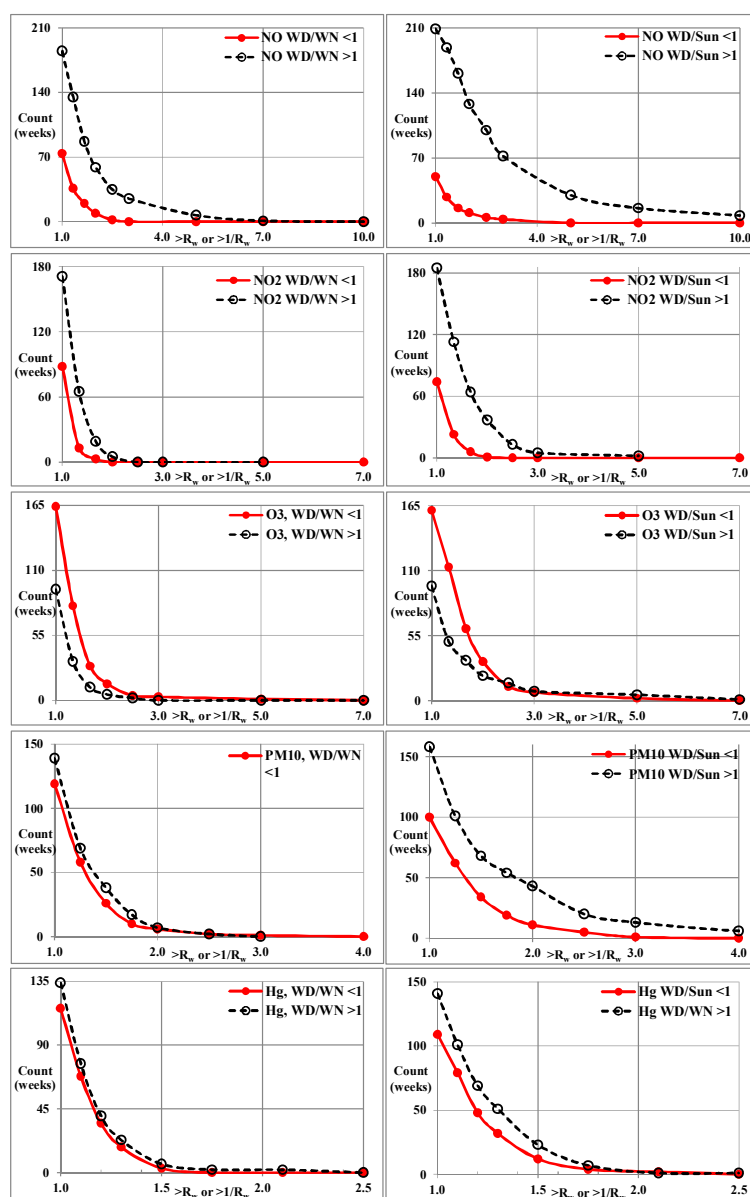 210
140
Count
(weeks)
70
0
1.0
4.0
>Rw or >1/Rw
7.0
10.0
NO WD/WN <1
NO WD/WN >1
210
140
Count
(weeks)
70
0
1.0
4.0
>Rw or >1/Rw
7.0
10.0
NO WD/Sun <1
NO WD/Sun >1
180
120
Count
(weeks)
60
0
1.0
3.0
>Rw or >1/Rw
5.0
7.0
NO2 WD/WN <1
NO2 WD/WN >1
180
120
Count
(weeks)
60
0
1.0
3.0
>Rw or >1/Rw
5.0
7.0
NO2 WD/Sun <1
NO2 WD/Sun >1
165
110
Count
(weeks)
55
0
1.0
3.0
>Rw or >1/Rw
5.0
7.0
O3, WD/WN <1
O3, WD/WN >1
165
110
Count
(weeks)
55
0
1.0
3.0
>Rw or >1/Rw
5.0
7.0
O3 WD/Sun <1
O3 WD/Sun >1
150
100
Count
(weeks)
50
0
1.0
2.0
>Rw or >1/Rw
3.0
4.0
PM10, WD/WN
<1
150
100
Count
(weeks)
50
0
1.0
2.0
>Rw or >1/Rw
3.0
4.0
PM10 WD/Sun <1
PM10 WD/Sun >1
135
90
Count
(weeks)
45
0
1.0
1.5
>Rw or >1/Rw
2.0
2.5
Hg, WD/WN <1
Hg, WD/WN >1
150
100
Count
(weeks)
50
0
1.0
1.5
>Rw or >1/Rw
2.0
2.5
Hg WD/Sun <1
Hg WD/WN >1